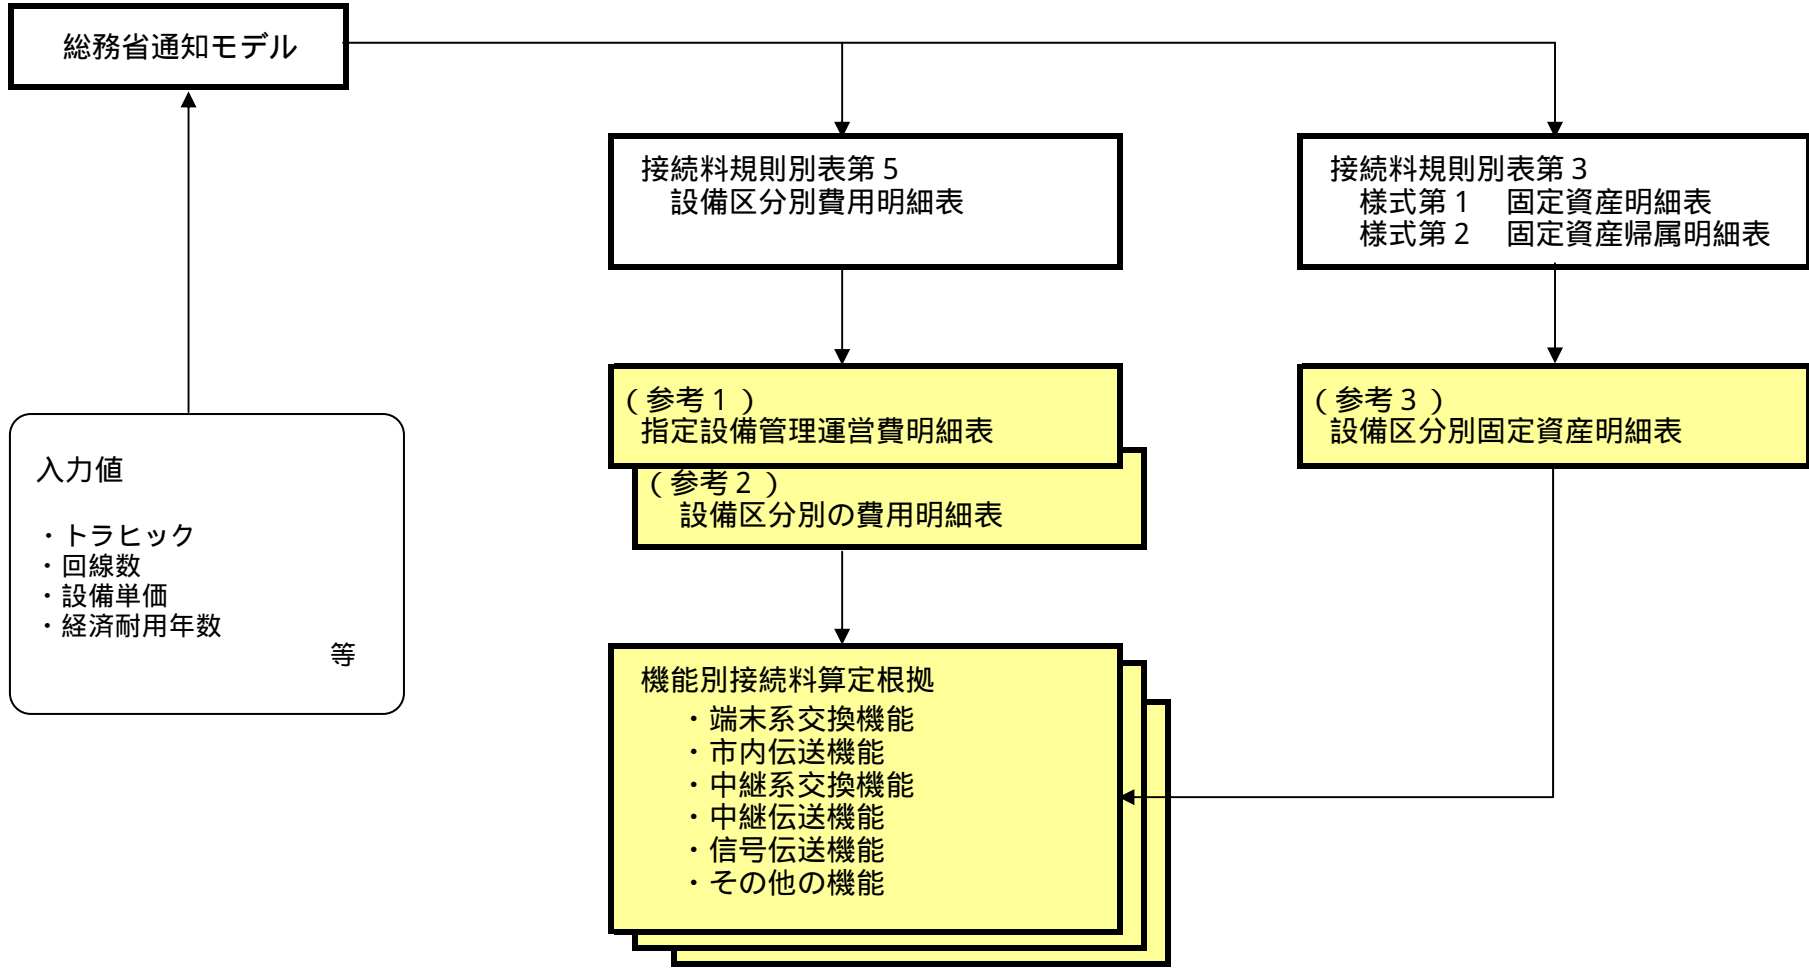 総務省通知モデル
接続料規則別表第5
設備区分別費用明細表
接続料規則別表第3
様式第1　固定資産明細表
様式第2　固定資産帰属明細表
(参考1)
指定設備管理運営費明細表
(参考2)
設備区分別の費用明細表
(参考3)
設備区分別固定資産明細表
入力値
・トラヒック
・回線数
・設備単価
・経済耐用年数
等
機能別接続料算定根拠
・端末系交換機能
・市内伝送機能
・中継系交換機能
・中継伝送機能
・信号伝送機能
・その他の機能